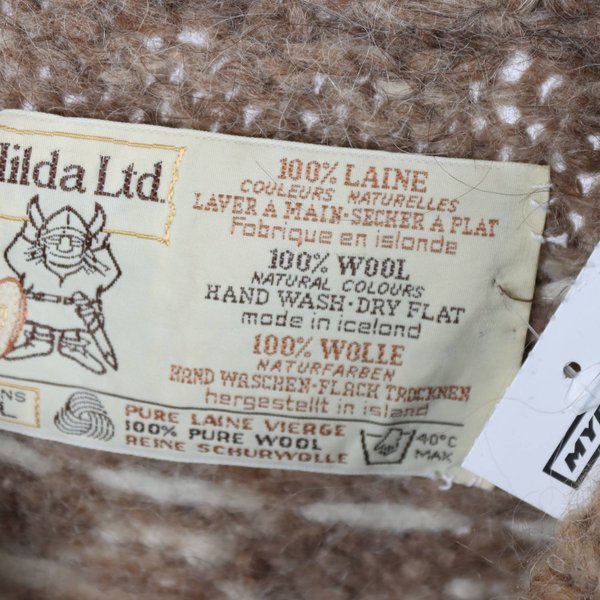 Hilda Ltd.
100% LAINE
COULEURS NATURELLES
LAVER A MAIN·SECKER A PLAT
Fabrique en islande
100% WOOL
NATURAL COLOURS
HAND WASH·DRY FLAT
made in iceland
100% WOLLE
NATURFARBEN
HAND WASCHEN·FLACK TROCKNEN
hergestellt in island
PURE LAINE VIERGE
100% PURE WOOL
REINE SCHURWOLLE
40°C
MAX